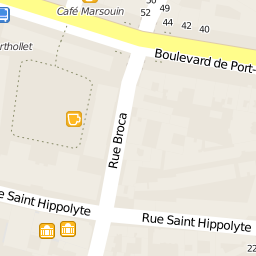 Café Marsouin
49
52
44
42
50
40
Boulevard de Port-
rthollet
Rue Broca
e Saint Hippolyte
Rue Saint Hippolyte
22